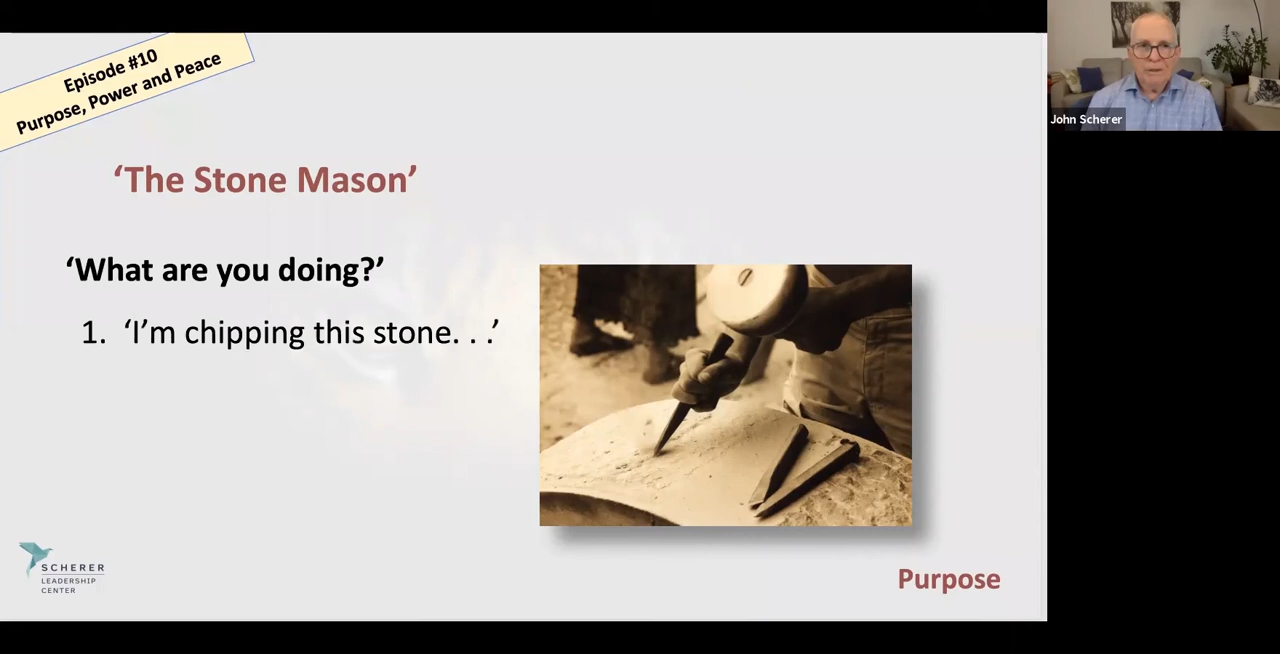 Episode #10
Purpose, Power and Peace
‘The Stone Mason’
‘What are you doing?’
1. ‘I’m chipping this stone. . .’
SCHERER
LEADERSHIP
CENTER
Purpose
John Scherer